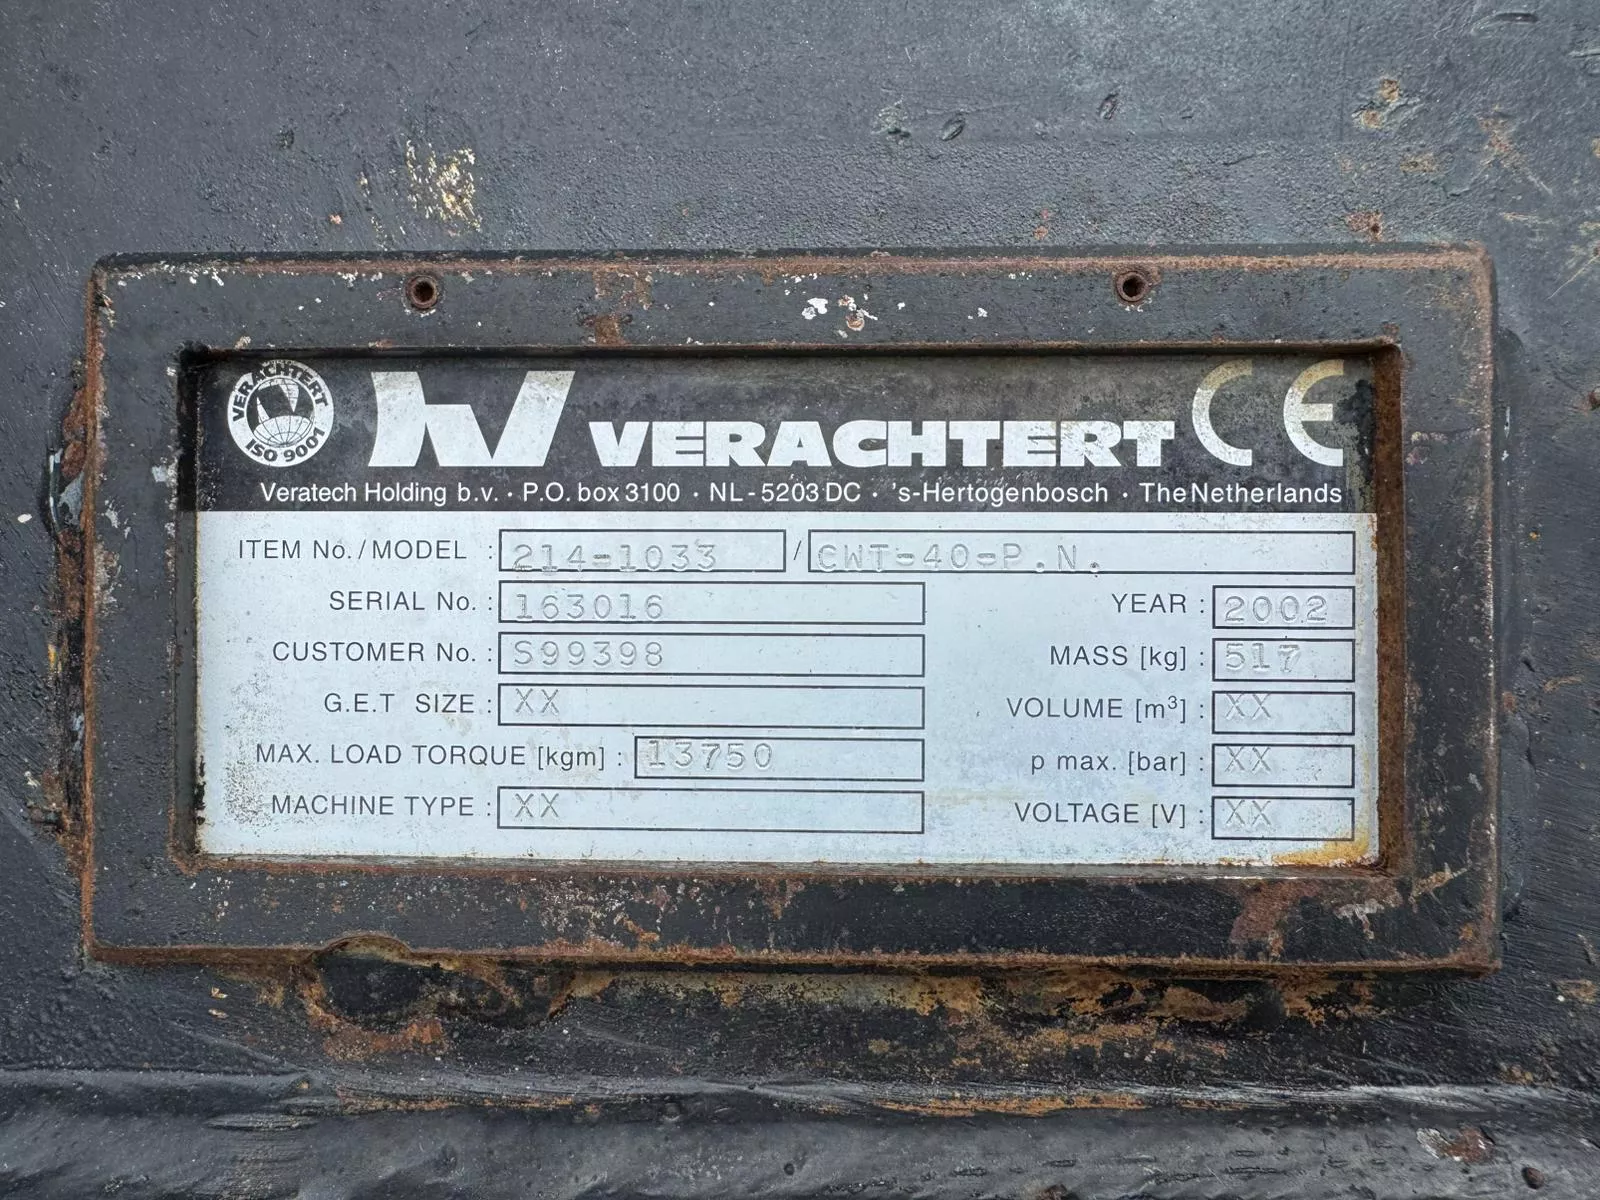 VERACHTERT
ISO 9001
VERACHTERT CE
Veratech Holding b.v. · P.O. box 3100 · NL-5203 DC · 's-Hertogenbosch · The Netherlands
ITEM No. / MODEL : 214-1033 / CWT-40-P.N.
SERIAL No. : 163016 YEAR : 2002
CUSTOMER No. : S99398 MASS [kg] : 517
G.E.T SIZE : XX VOLUME [m³] : XX
MAX. LOAD TORQUE [kgm] : 13750 p max. [bar] : XX
MACHINE TYPE : XX VOLTAGE [V] : XX